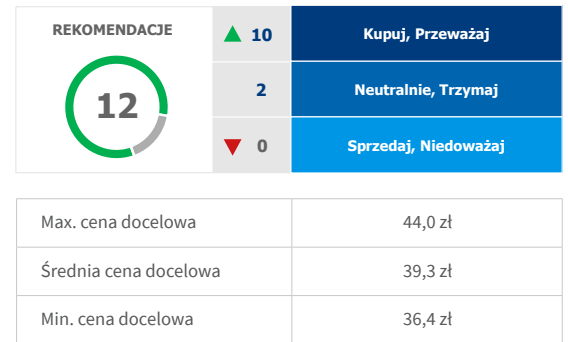 REKOMENDACJE
12
10 Kupuj, Przeważaj
2 Neutralnie, Trzymaj
0 Sprzedaj, Niedoważaj
Max. cena docelowa 44,0 zł
Średnia cena docelowa 39,3 zł
Min. cena docelowa 36,4 zł